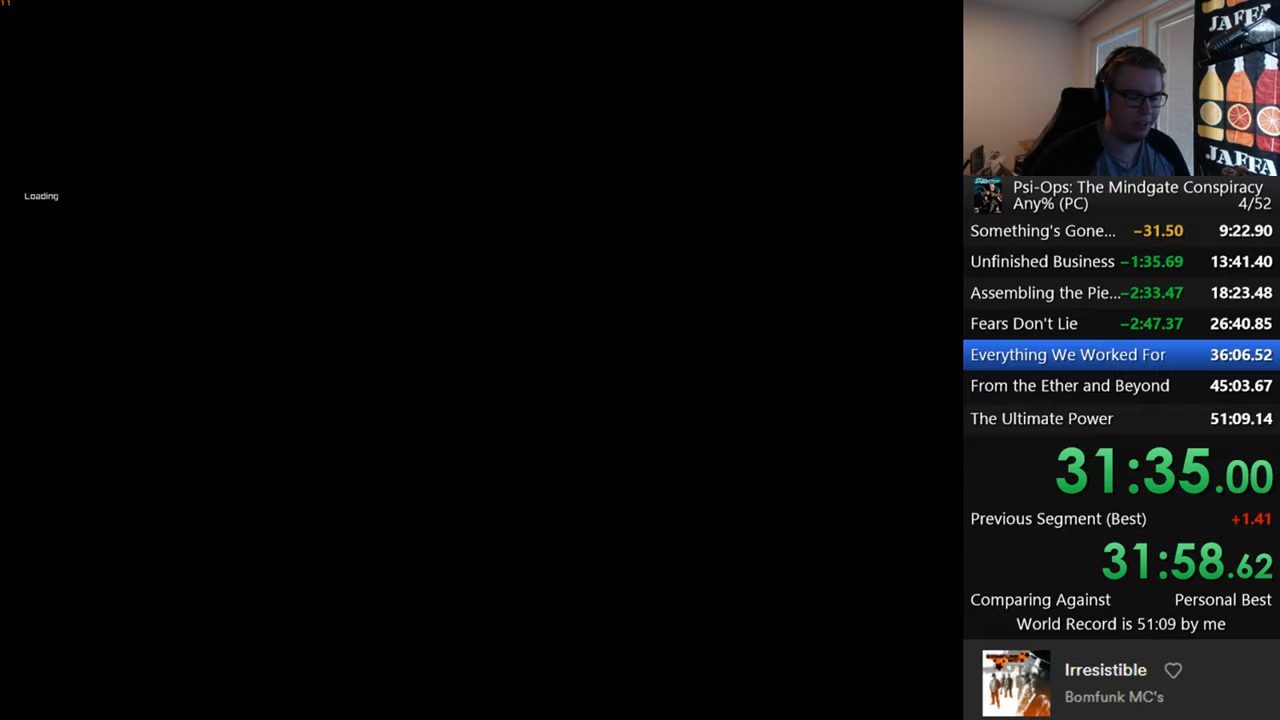 11
Loading
JAFFA
JAFFA
Psi-Ops: The Mindgate Conspiracy
Any% (PC) 4/52
Something's Gone... −31.50 9:22.90
Unfinished Business −1:35.69 13:41.40
Assembling the Pie... −2:33.47 18:23.48
Fears Don't Lie −2:47.37 26:40.85
Everything We Worked For 36:06.52
From the Ether and Beyond 45:03.67
The Ultimate Power 51:09.14
31:35.00
Previous Segment (Best) +1.41
31:58.62
Comparing Against Personal Best
World Record is 51:09 by me
Irresistible
Bomfunk MC's